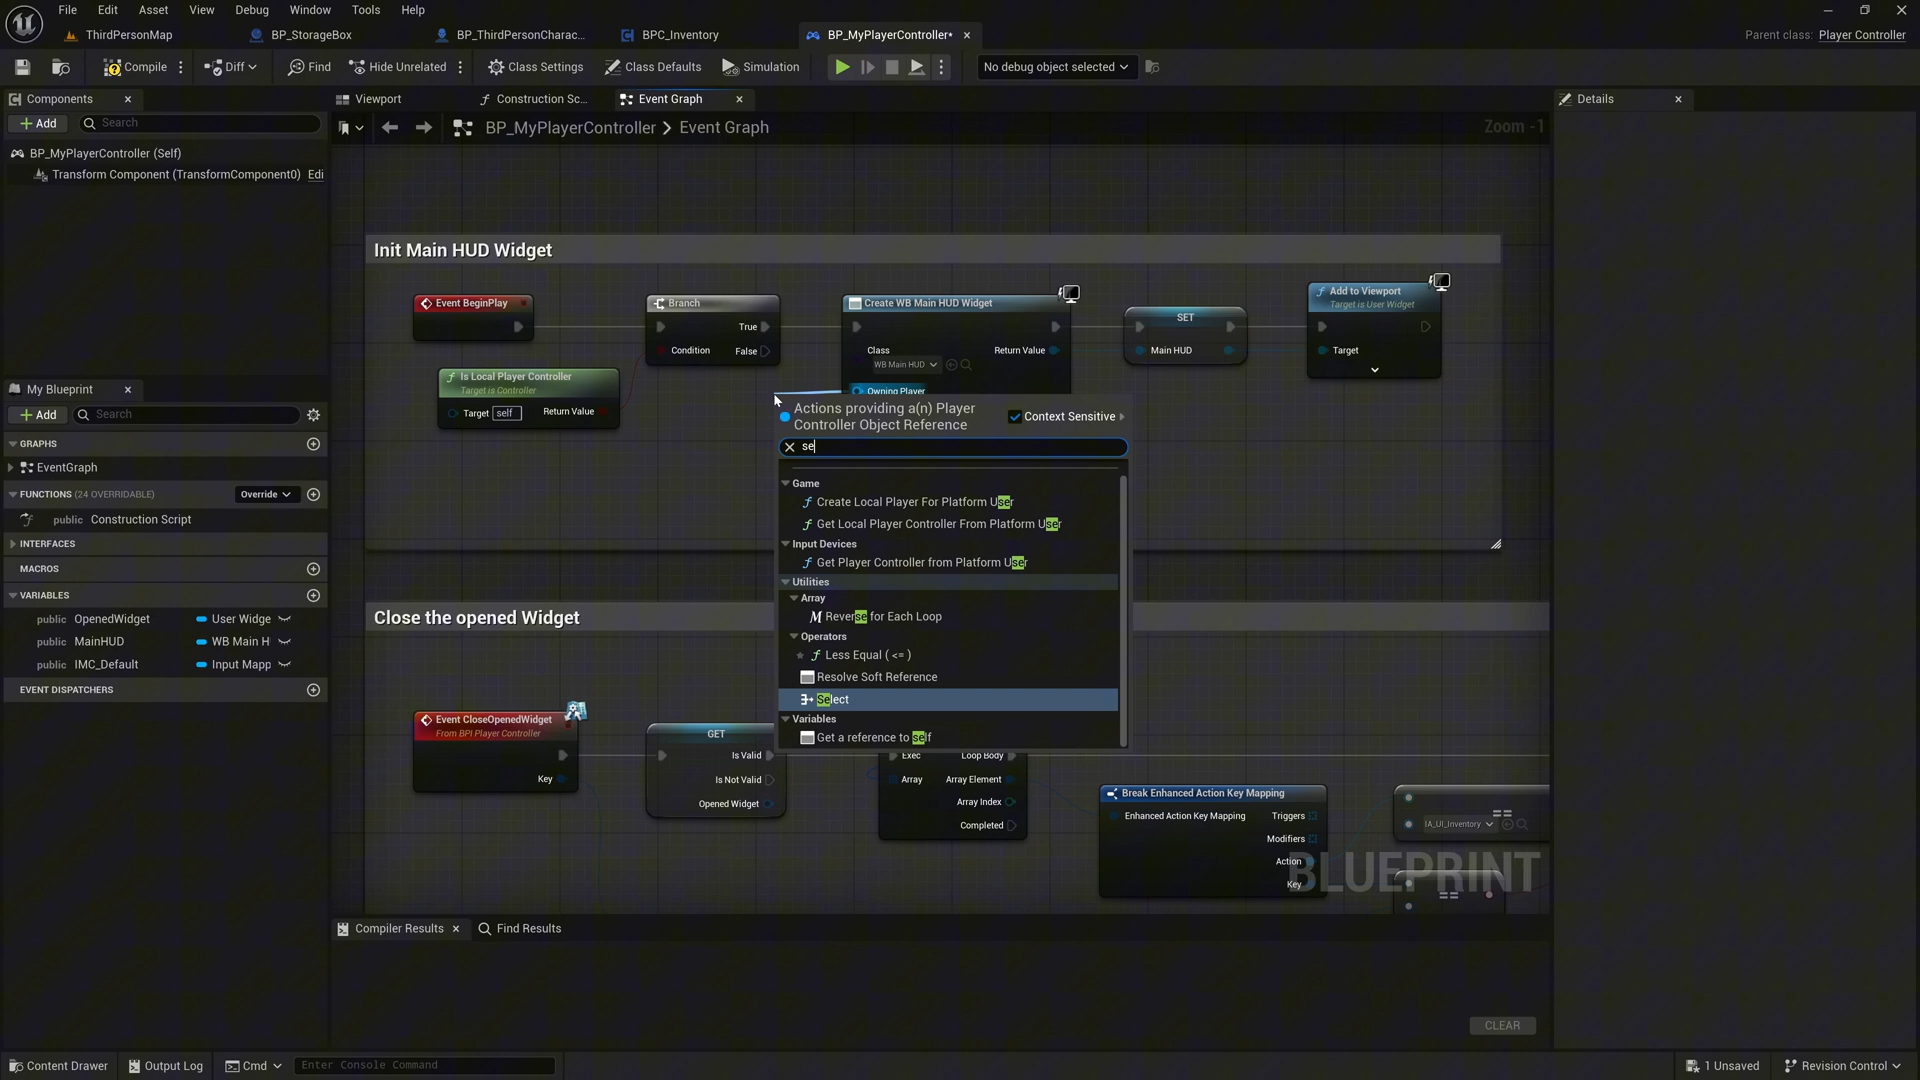 File Edit Asset View Debug Window Tools Help
ThirdPersonMap
BP_StorageBox
BP_ThirdPersonCharac...
BPC_Inventory
BP_MyPlayerController*
Parent class: Player Controller
Compile
Diff
Find
Hide Unrelated
Class Settings
Class Defaults
Simulation
No debug object selected
Components
Add
Search
BP_MyPlayerController (Self)
Transform Component (TransformComponent0) Edi
My Blueprint
Add
Search
GRAPHS
EventGraph
FUNCTIONS (24 OVERRIDABLE) Override
public Construction Script
INTERFACES
MACROS
VARIABLES
public OpenedWidget User Widge
public MainHUD WB Main H
public IMC_Default Input Mapp
EVENT DISPATCHERS
Viewport
Construction Sc...
Event Graph
BP_MyPlayerController > Event Graph
Zoom -1
Init Main HUD Widget
Event BeginPlay
Is Local Player Controller
Target is Controller
Target self Return Value
Branch
True
Condition False
Create WB Main HUD Widget
Class Return Value
WB Main HUD
Owning Player
SET
Main HUD
Add to Viewport
Target is User Widget
Target
Actions providing a(n) Player
Controller Object Reference
Context Sensitive
se
Game
Create Local Player For Platform User
Get Local Player Controller From Platform User
Input Devices
Get Player Controller from Platform User
Utilities
Array
Reverse for Each Loop
Operators
Less Equal ( <= )
Resolve Soft Reference
Select
Variables
Get a reference to self
Close the opened Widget
Event CloseOpenedWidget
From BPI Player Controller
Key
GET
Is Valid
Is Not Valid
Opened Widget
Exec Loop Body
Array Array Element
Array Index
Completed
Break Enhanced Action Key Mapping
Enhanced Action Key Mapping Triggers
Modifiers
Action
Key
==
IA_UI_Inventory
==
BLUEPRINT
Details
Compiler Results
Find Results
CLEAR
Content Drawer
Output Log
Cmd
Enter Console Command
1 Unsaved
Revision Control